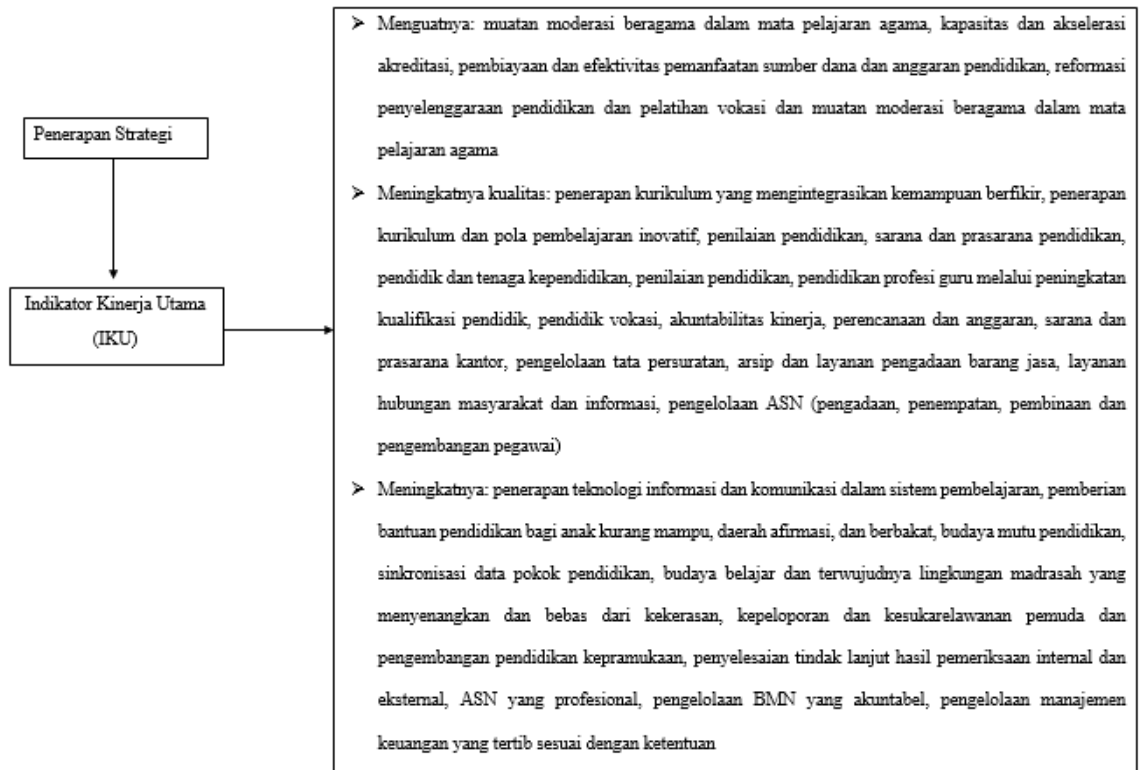 Penerapan Strategi
Indikator Kinerja Utama
(IKU)
➢ Menguatnya: muatan moderasi beragama dalam mata pelajaran agama, kapasitas dan akselerasi
akreditasi, pembiayaan dan efektivitas pemanfaatan sumber dana dan anggaran pendidikan, reformasi
penyelenggaraan pendidikan dan pelatihan vokasi dan muatan moderasi beragama dalam mata
pelajaran agama
➢ Meningkatnya kualitas: penerapan kurikulum yang mengintegrasikan kemampuan berfikir, penerapan
kurikulum dan pola pembelajaran inovatif, penilaian pendidikan, sarana dan prasarana pendidikan,
pendidik dan tenaga kependidikan, penilaian pendidikan, pendidikan profesi guru melalui peningkatan
kualifikasi pendidik, pendidik vokasi, akuntabilitas kinerja, perencanaan dan anggaran, sarana dan
prasarana kantor, pengelolaan tata persuratan, arsip dan layanan pengadaan barang jasa, layanan
hubungan masyarakat dan informasi, pengelolaan ASN (pengadaan, penempatan, pembinaan dan
pengembangan pegawai)
➢ Meningkatnya: penerapan teknologi informasi dan komunikasi dalam sistem pembelajaran, pemberian
bantuan pendidikan bagi anak kurang mampu, daerah afirmasi, dan berbakat, budaya mutu pendidikan,
sinkronisasi data pokok pendidikan, budaya belajar dan terwujudnya lingkungan madrasah yang
menyenangkan dan bebas dari kekerasan, kepeloporan dan kesukarelawanan pemuda dan
pengembangan pendidikan kepramukaan, penyelesaian tindak lanjut hasil pemeriksaan internal dan
eksternal, ASN yang profesional, pengelolaan BMN yang akuntabel, pengelolaan manajemen
keuangan yang tertib sesuai dengan ketentuan